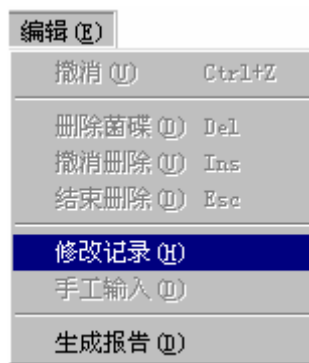 编辑(E)
撤消(U) Ctrl+Z
删除菌碟(D) Del
撤消删除(U) Ins
结束删除(D) Esc
修改记录(H)
手工输入(D)
生成报告(D)